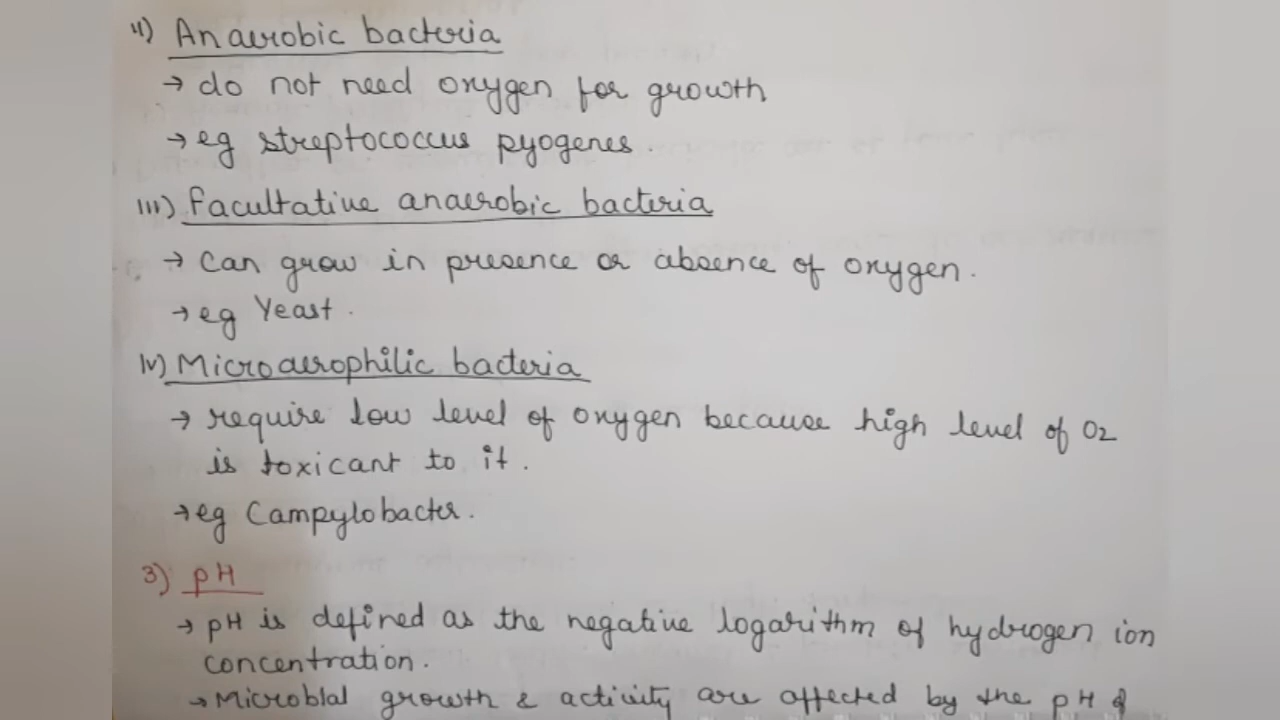 ii) Anaerobic bacteria
→ do not need oxygen for growth
→ eg streptococcus pyogenes.
iii) Facultative anaerobic bacteria
→ Can grow in presence or absence of oxygen.
→ eg Yeast.
iv) Microaerophilic bacteria
→ require low level of oxygen because high level of O2
is toxicant to it.
→ eg Campylobacter.
3) pH
→ pH is defined as the negative logarithm of hydrogen ion
concentration.
→ Microbial growth & activity are affected by the pH of